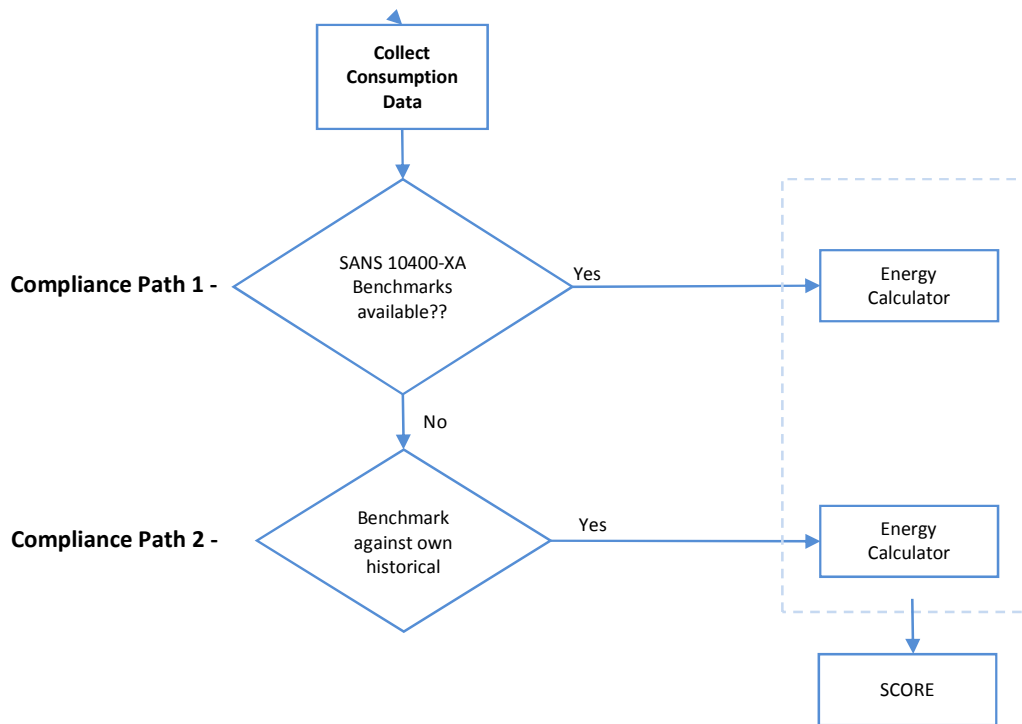 Collect
Consumption
Data
Compliance Path 1 -
SANS 10400-XA
Benchmarks
available??
Yes
Energy
Calculator
No
Compliance Path 2 -
Benchmark
against own
historical
Yes
Energy
Calculator
SCORE